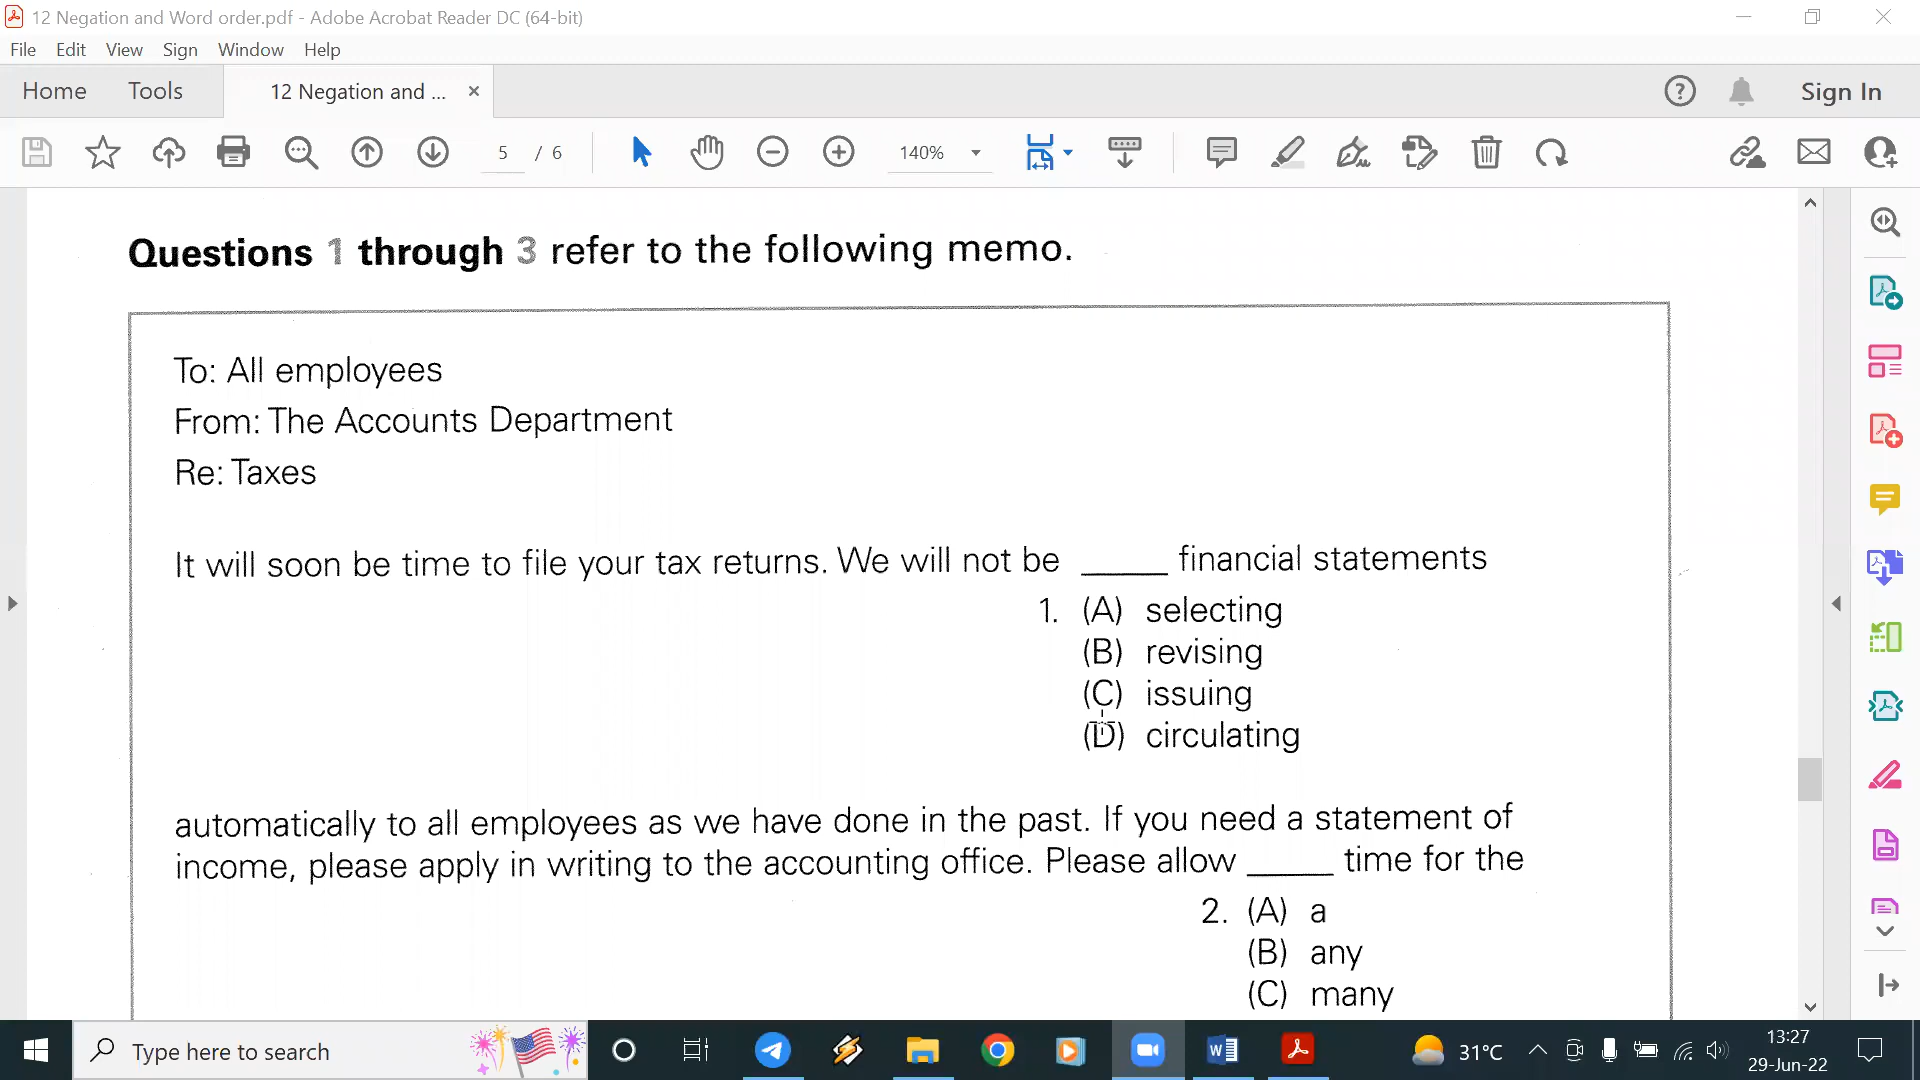 12 Negation and Word order.pdf - Adobe Acrobat Reader DC (64-bit)
File Edit View Sign Window Help
Home Tools 12 Negation and ... × Sign In
5 / 6 140%
Questions 1 through 3 refer to the following memo.
To: All employees
From: The Accounts Department
Re: Taxes
It will soon be time to file your tax returns. We will not be _____ financial statements
1. (A) selecting
(B) revising
(C) issuing
(D) circulating
automatically to all employees as we have done in the past. If you need a statement of
income, please apply in writing to the accounting office. Please allow _____ time for the
2. (A) a
(B) any
(C) many
Type here to search
31°C
13:27
29-Jun-22